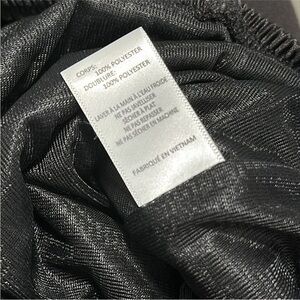 CORPS:
100% POLYESTER
DOUBLURE:
100% POLYESTER
LAVER À LA MAIN À L'EAU FROIDE
NE PAS JAVELLISER
SÉCHER À PLAT
NE PAS REPASSER
NE PAS SÉCHER EN MACHINE
FABRIQUÉ EN VIETNAM